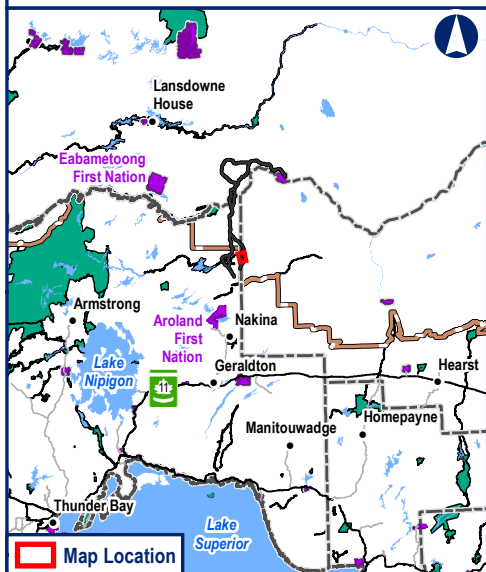 Lansdowne
House
Eabametoong
First Nation
Armstrong
Aroland
First
Nation
Nakina
Lake
Nipigon
Geraldton
Hearst
11
Manitouwadge
Homepayne
Thunder Bay
Lake
Superior
Map Location